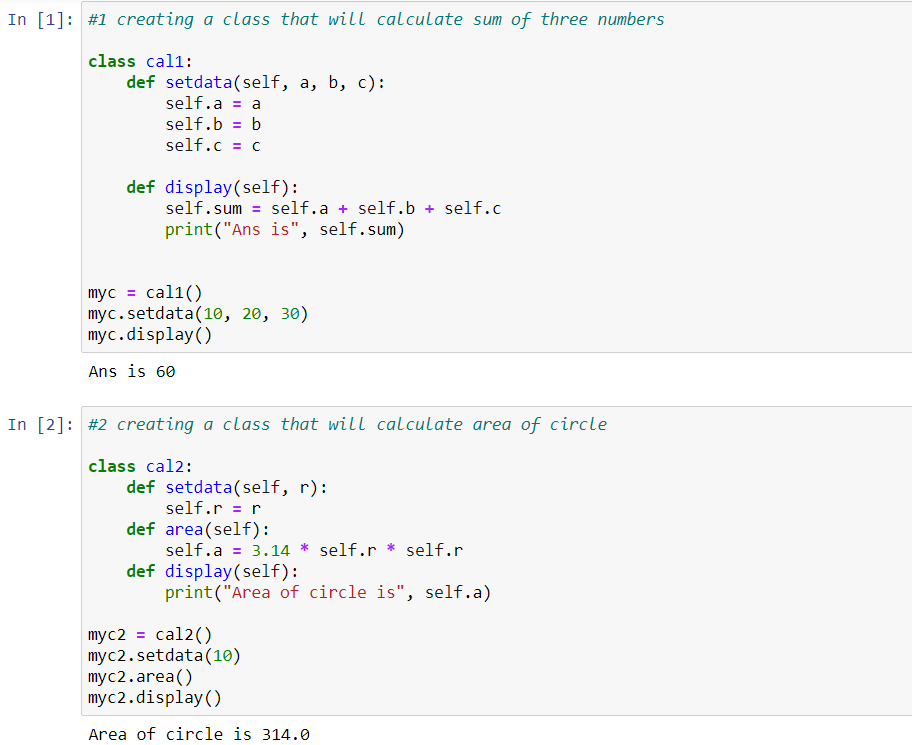 In [1]: #1 creating a class that will calculate sum of three numbers
class cal1:
    def setdata(self, a, b, c):
        self.a = a
        self.b = b
        self.c = c
    def display(self):
        self.sum = self.a + self.b + self.c
        print("Ans is", self.sum)
myc = cal1()
myc.setdata(10, 20, 30)
myc.display()
Ans is 60
In [2]: #2 creating a class that will calculate area of circle
class cal2:
    def setdata(self, r):
        self.r = r
    def area(self):
        self.a = 3.14 * self.r * self.r
    def display(self):
        print("Area of circle is", self.a)
myc2 = cal2()
myc2.setdata(10)
myc2.area()
myc2.display()
Area of circle is 314.0